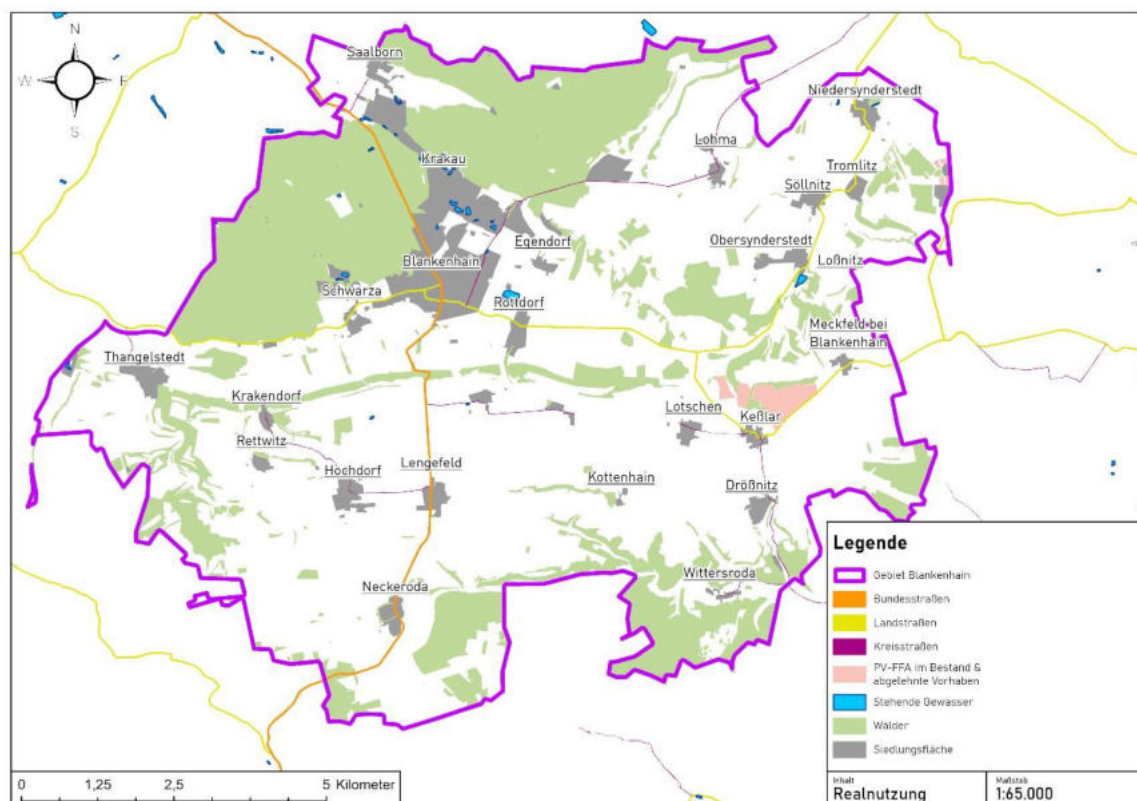 N
W
E
S
Saalborn
Niedersynderstedt
Lohma
Krakau
Tromlitz
Söllnitz
Egendorf
Obersynderstedt
Blankenhain
Loßnitz
Schwarza
Rottdorf
Meckfeld bei
Blankenhain
Thangelstedt
Krakendorf
Lotschen
Keßlar
Rettwitz
Hochdorf
Lengefeld
Kottenhain
Drößnitz
Wittersroda
Neckeroda
Legende
Gebiet Blankenhain
Bundesstraßen
Landstraßen
Kreisstraßen
PV-FFA im Bestand &
abgelehnte Vorhaben
Stehende Gewässer
Wälder
Siedlungsfläche
0 1,25 2,5 5 Kilometer
Inhalt
Realnutzung
Maßstab
1:65.000